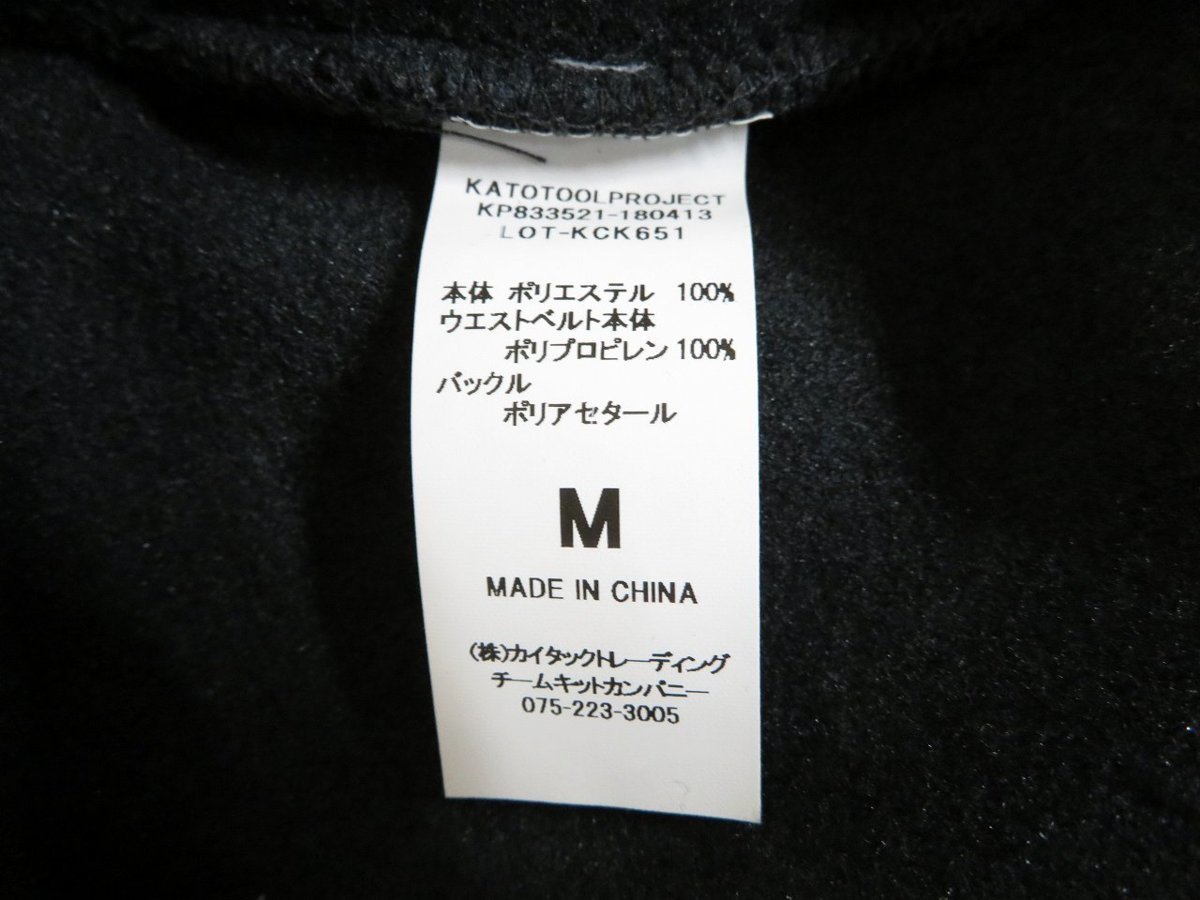 KATOTOOLPROJECT
KP833521-180413
LOT-KCK651
本体 ポリエステル 100%
ウエストベルト本体
ポリプロピレン100%
バックル
ポリアセタール
M
MADE IN CHINA
(株)カイタックトレーディング
チームキットカンパニー
075-223-3005